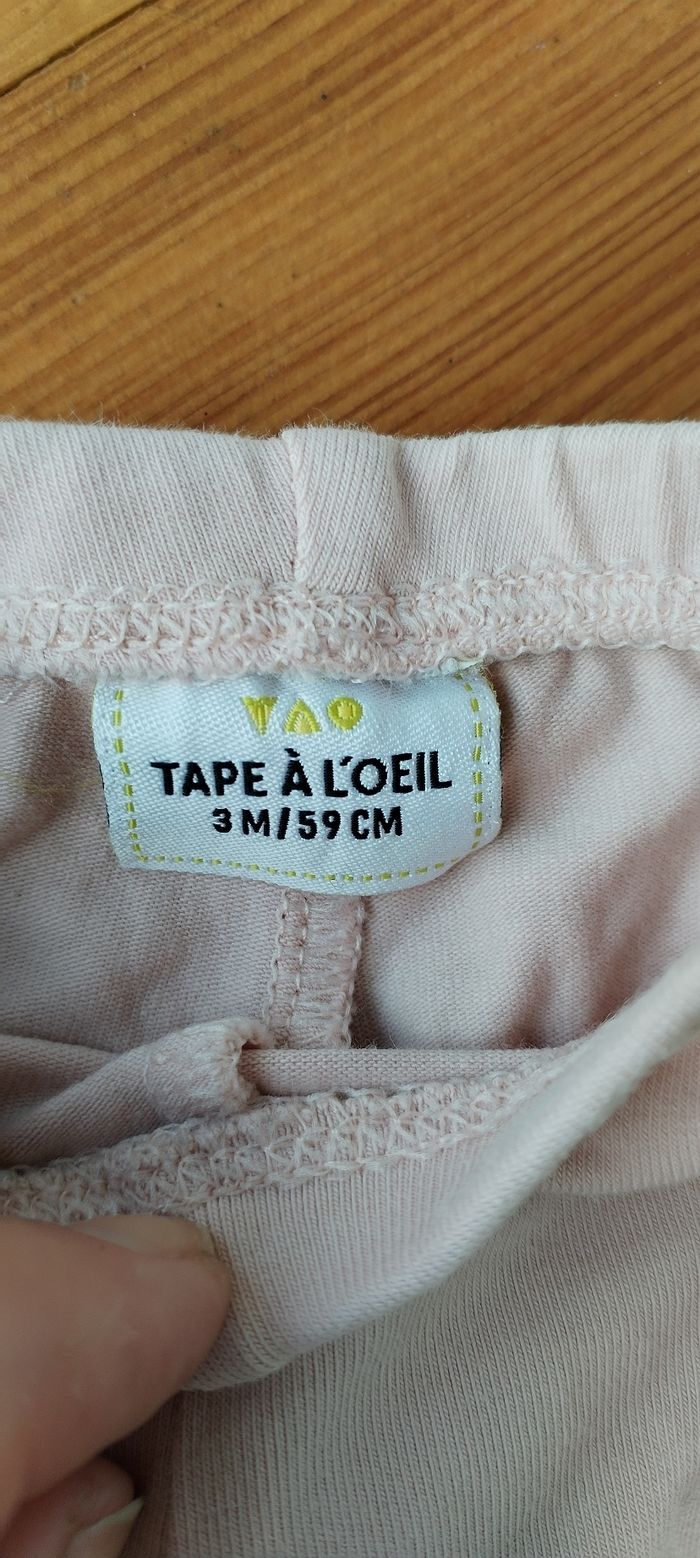 TAO
TAPE À L'OEIL
3 M/59 CM